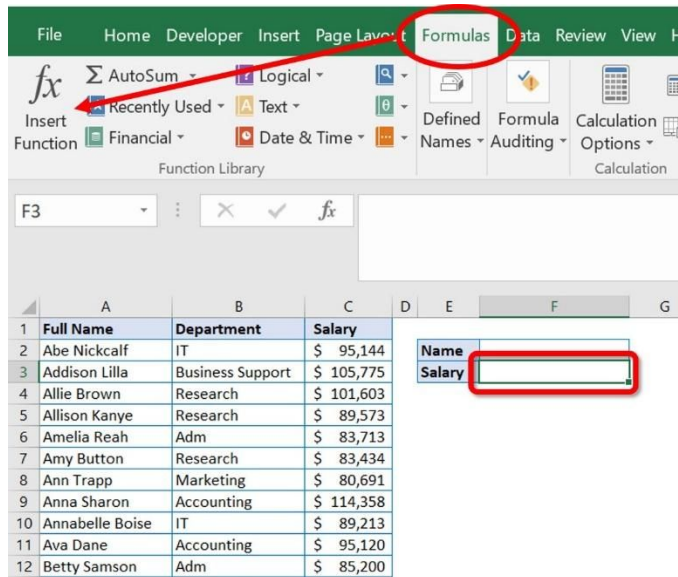 File Home Developer Insert Page Layout Formulas Data Review View H
fx Σ AutoSum Logical
Insert Recently Used A Text θ Defined Formula Calculation
Function Financial Date & Time Names Auditing Options
Function Library Calculation
F3 fx
A B C D E F G
1 Full Name Department Salary
2 Abe Nickcalf IT $ 95,144 Name
3 Addison Lilla Business Support $ 105,775 Salary
4 Allie Brown Research $ 101,603
5 Allison Kanye Research $ 89,573
6 Amelia Reah Adm $ 83,713
7 Amy Button Research $ 83,434
8 Ann Trapp Marketing $ 80,691
9 Anna Sharon Accounting $ 114,358
10 Annabelle Boise IT $ 89,213
11 Ava Dane Accounting $ 95,120
12 Betty Samson Adm $ 85,200